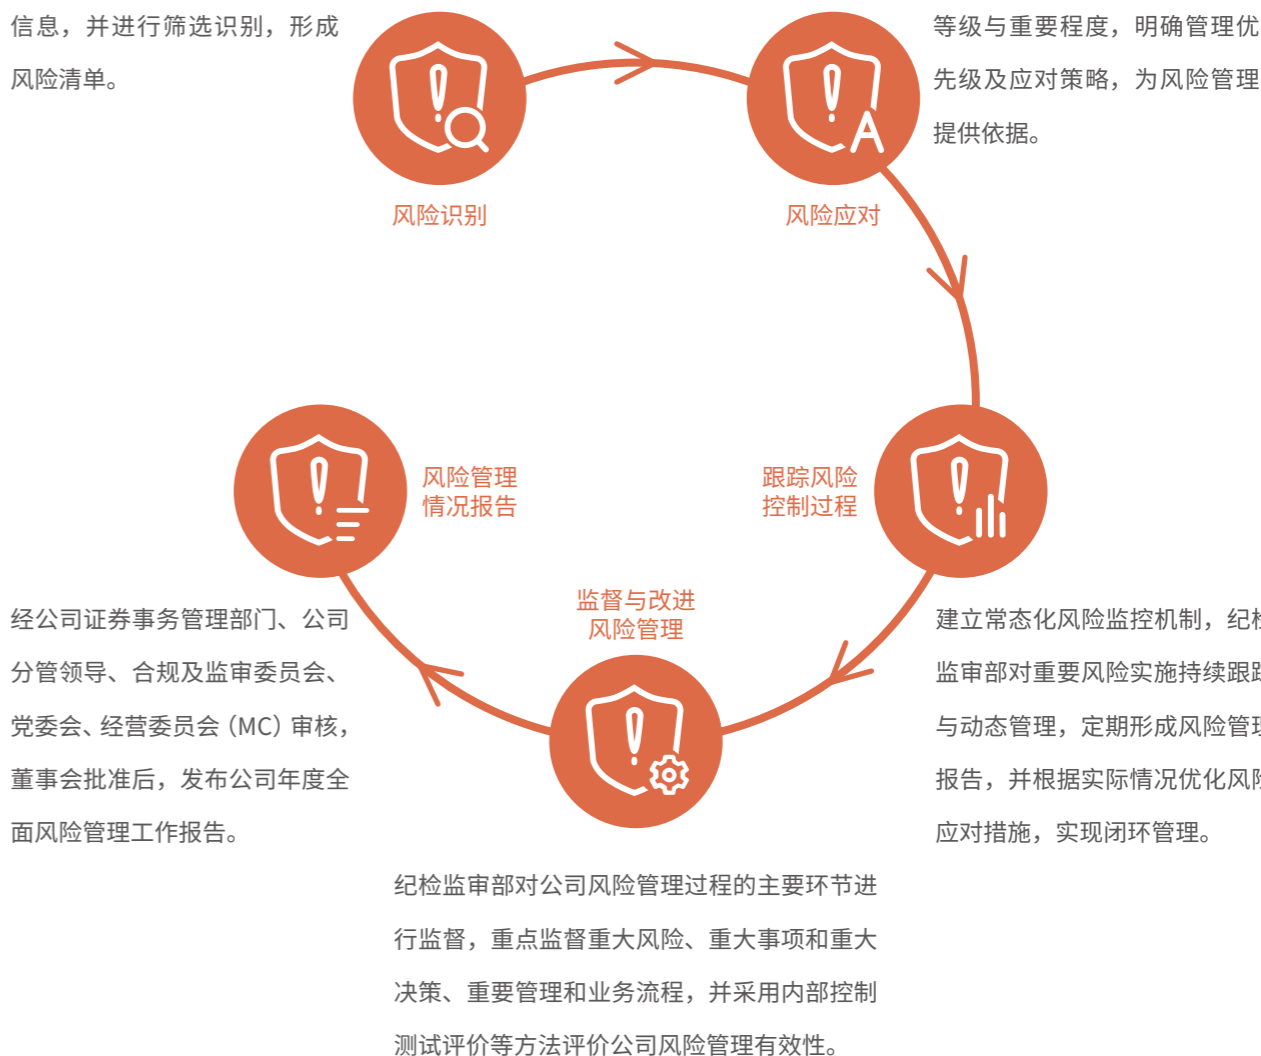 信息，并进行筛选识别，形成
风险清单。
风险识别
等级与重要程度，明确管理优
先级及应对策略，为风险管理
提供依据。
风险应对
跟踪风险
控制过程
建立常态化风险监控机制，纪检
监审部对重要风险实施持续跟踪
与动态管理，定期形成风险管理
报告，并根据实际情况优化风险
应对措施，实现闭环管理。
监督与改进
风险管理
纪检监审部对公司风险管理过程的主要环节进
行监督，重点监督重大风险、重大事项和重大
决策、重要管理和业务流程，并采用内部控制
测试评价等方法评价公司风险管理有效性。
风险管理
情况报告
经公司证券事务管理部门、公司
分管领导、合规及监审委员会、
党委会、经营委员会（MC）审核，
董事会批准后，发布公司年度全
面风险管理工作报告。